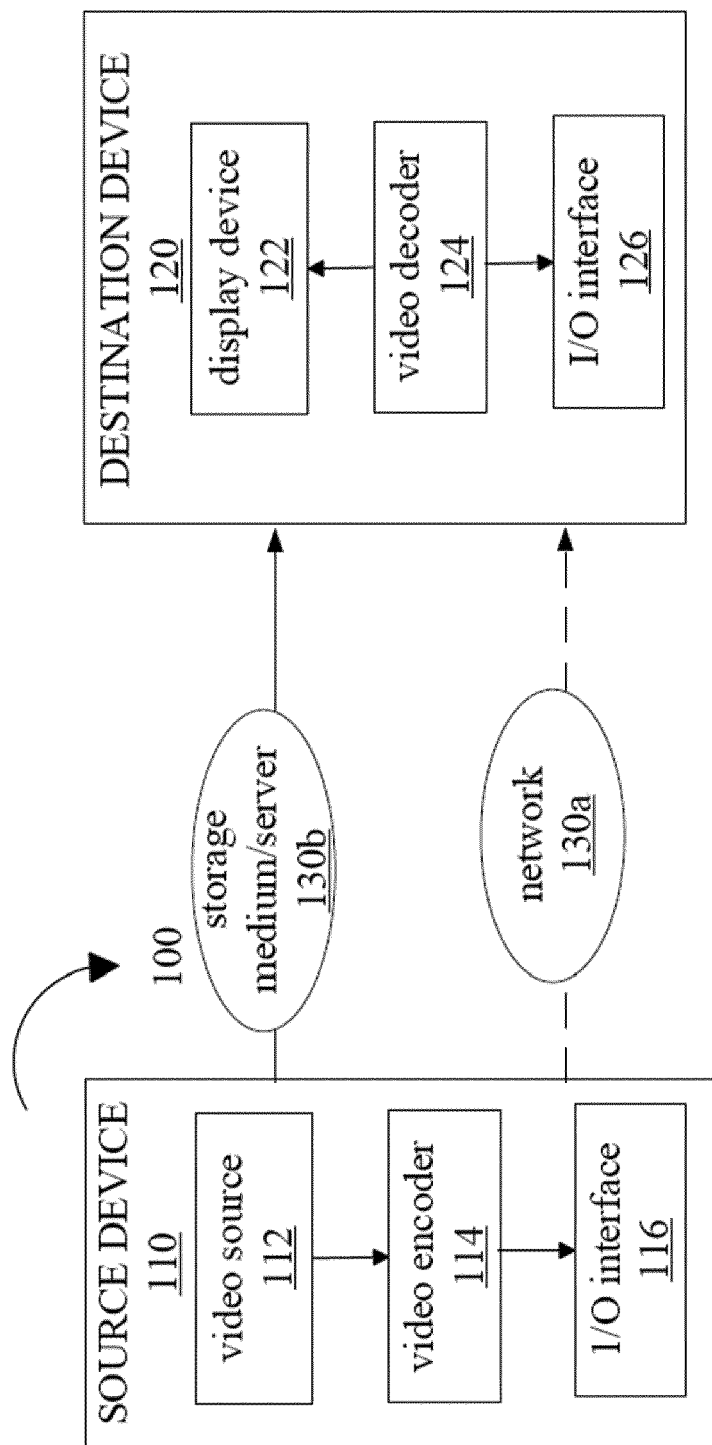 SOURCE DEVICE
110
video source
112
video encoder
114
I/O interface
116
100
storage
medium/server
130b
network
130a
DESTINATION DEVICE
120
display device
122
video decoder
124
I/O interface
126